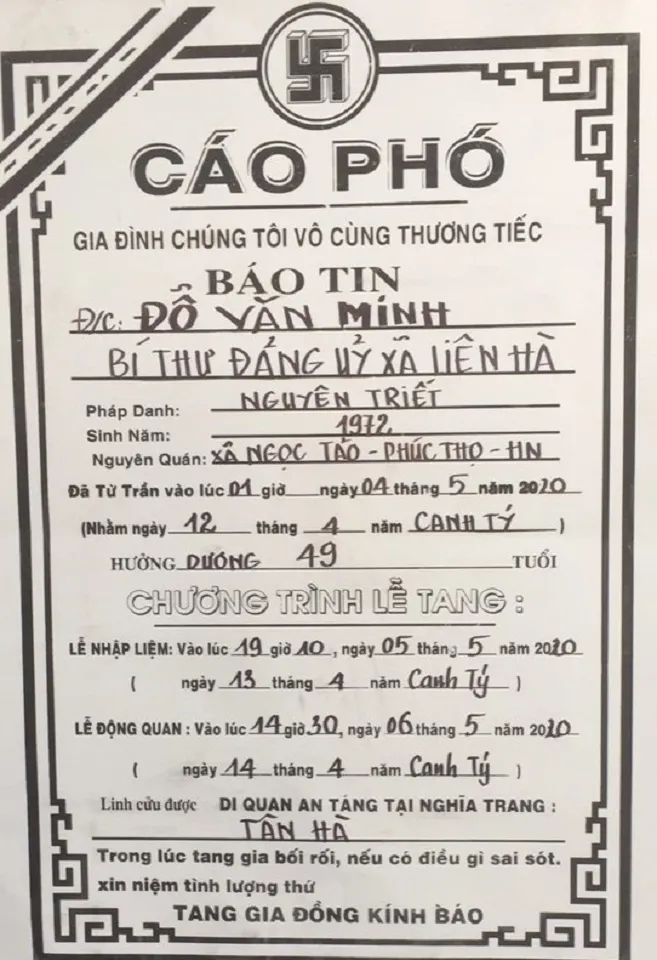 CÁO PHÓ
GIA ĐÌNH CHÚNG TÔI VÔ CÙNG THƯƠNG TIẾC
BÁO TIN
Đ/C: ĐỖ VĂN MINH
BÍ THƯ ĐẢNG UỶ XÃ LIÊN HÀ
Pháp Danh: NGUYÊN TRIẾT
Sinh Năm: 1972
Nguyên Quán: XÃ NGỌC TẢO - PHÚC THỌ - HN
Đã Từ Trần vào lúc 01 giờ ngày 04 tháng 5 năm 2020
(Nhằm ngày 12 tháng 4 năm CANH TÝ )
HƯỞNG DƯƠNG 49 TUỔI
CHƯƠNG TRÌNH LỄ TANG :
LỄ NHẬP LIỆM: Vào lúc 19 giờ 10, ngày 05 tháng 5 năm 2020
( ngày 13 tháng 4 năm Canh Tý )
LỄ ĐỘNG QUAN : Vào lúc 14 giờ 30, ngày 06 tháng 5 năm 2020
( ngày 14 tháng 4 năm Canh Tý )
Linh cửu được DI QUAN AN TÁNG TẠI NGHĨA TRANG :
TÂN HÀ
Trong lúc tang gia bối rối, nếu có điều gì sai sót.
xin niệm tình lượng thứ
TANG GIA ĐỒNG KÍNH BÁO